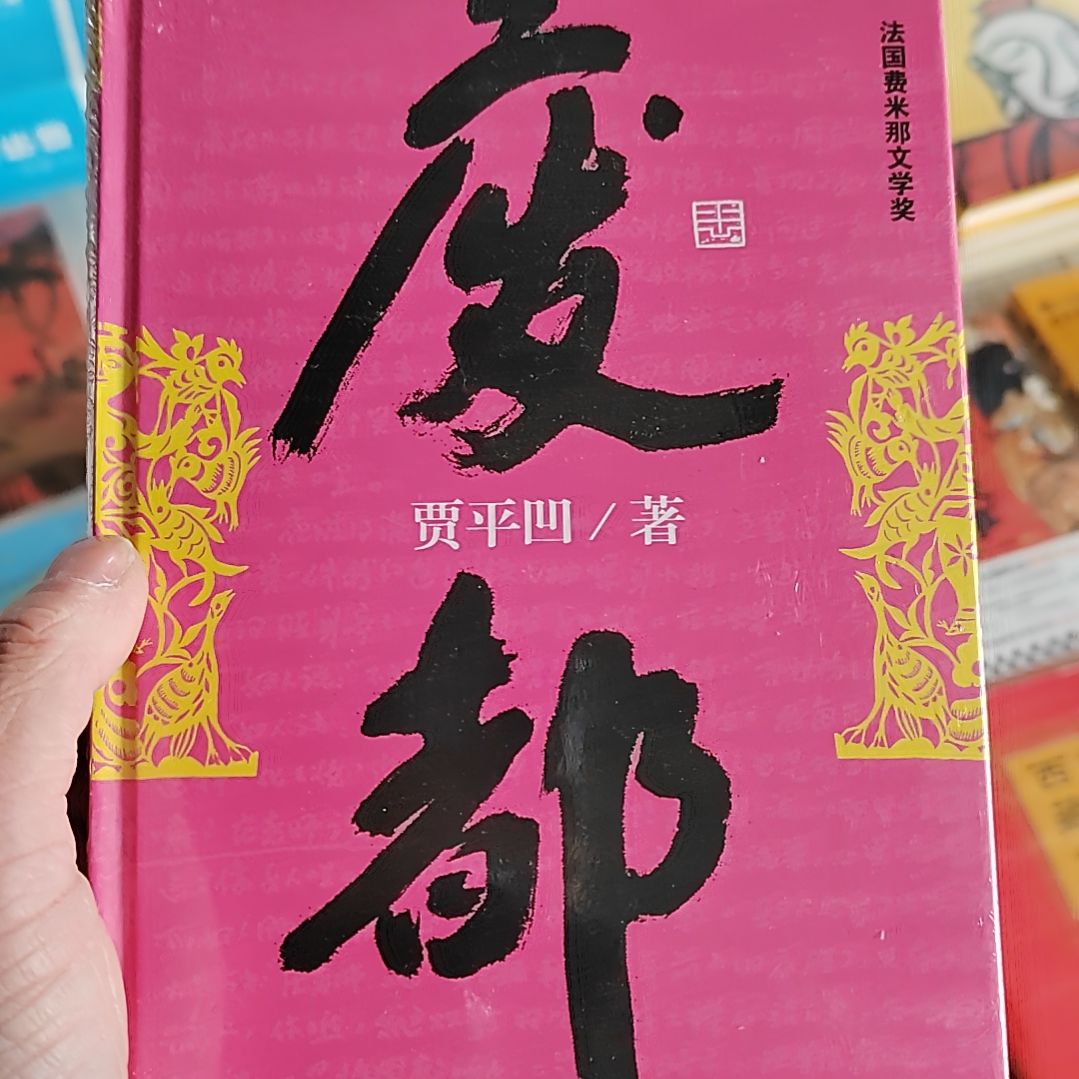 废
法国费米那文学奖
贾平凹/著
都